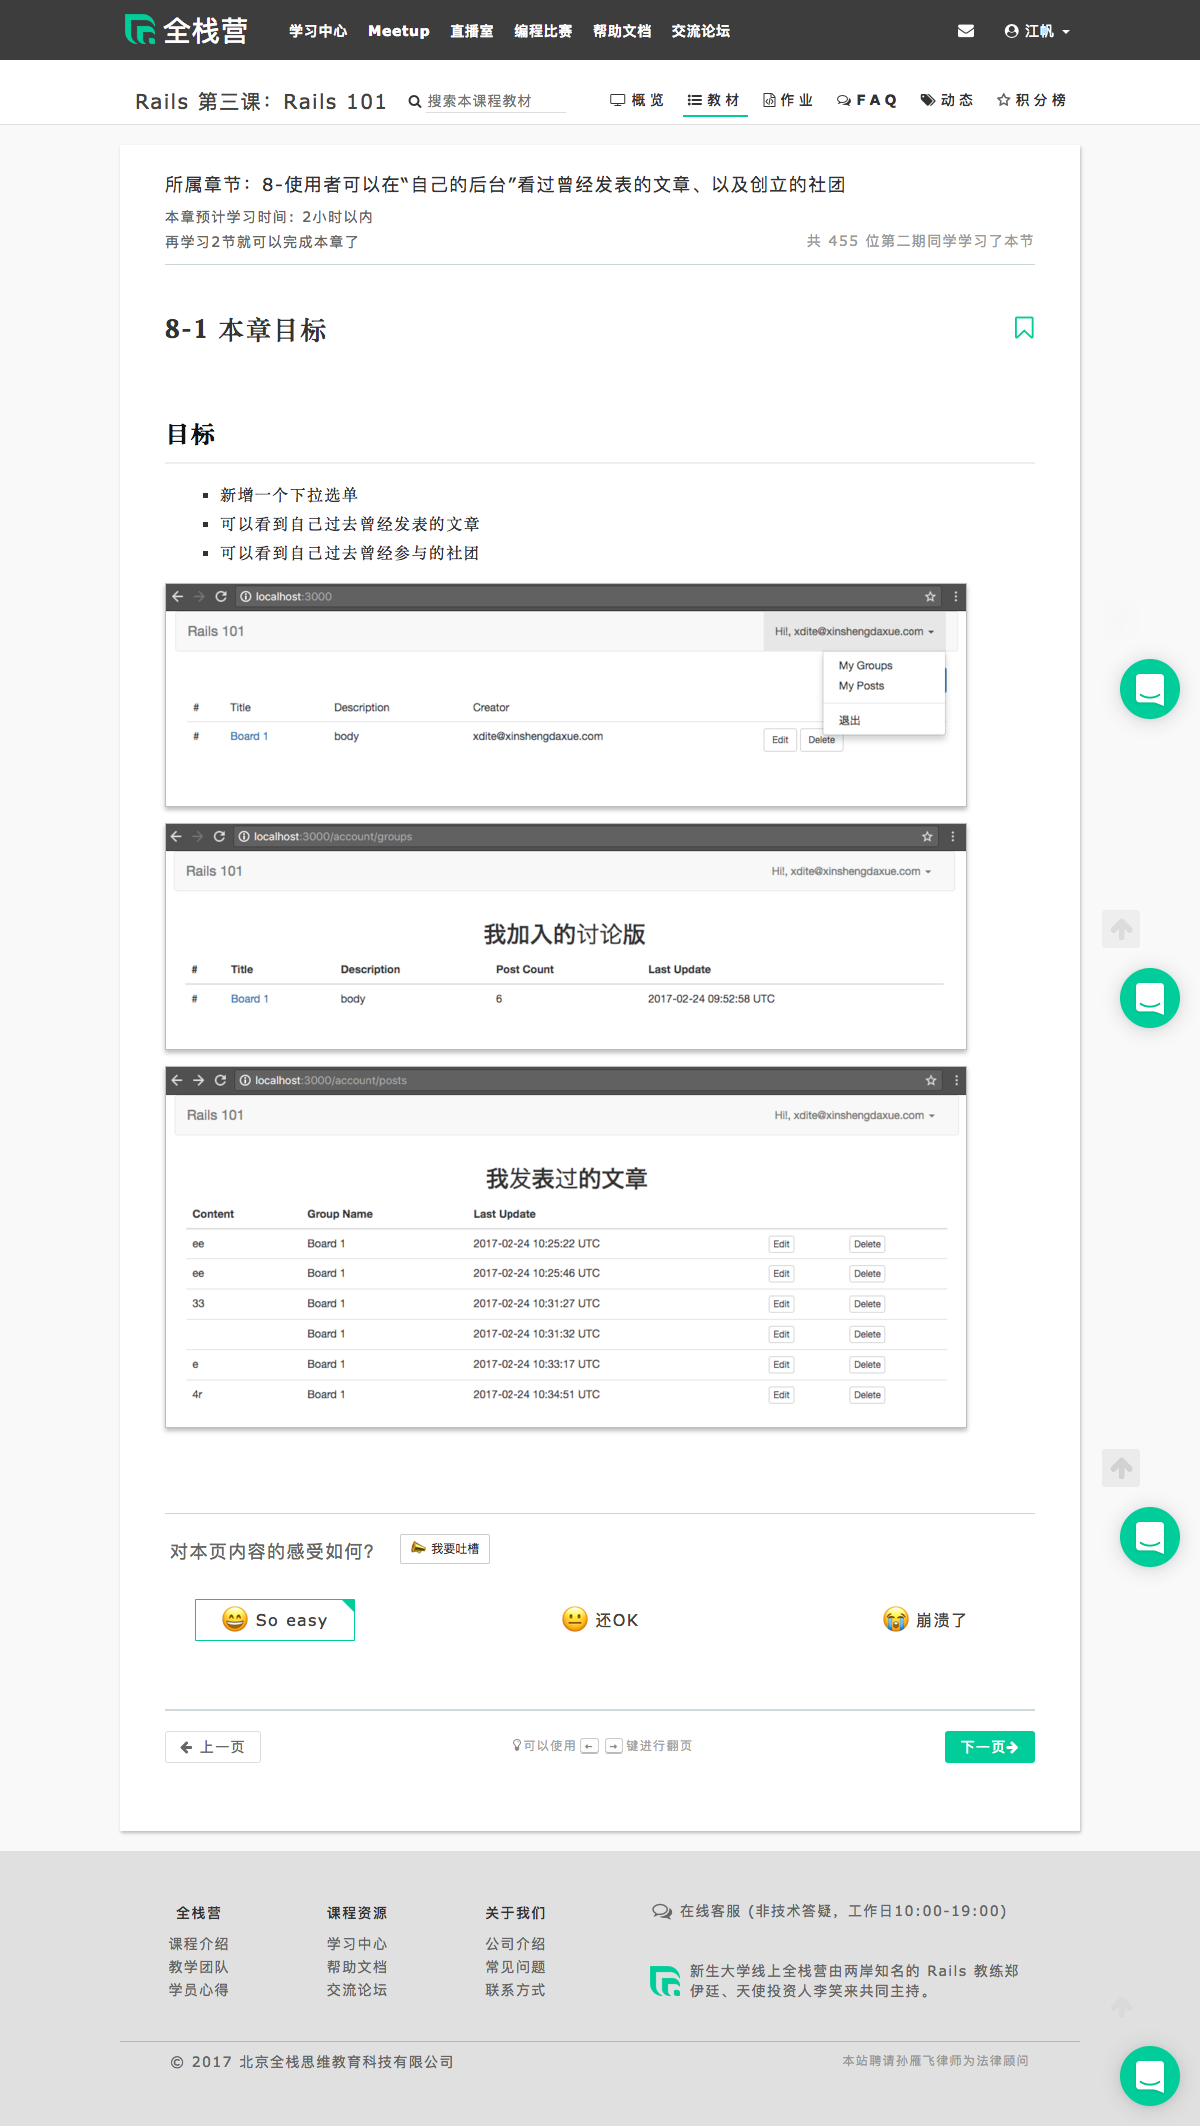 全栈营 学习中心 Meetup 直播室 编程比赛 帮助文档 交流论坛 江帆
Rails 第三课：Rails 101 搜索本课程教材 概览 教材 作业 FAQ 动态 积分榜
所属章节：8-使用者可以在“自己的后台”看过曾经发表的文章、以及创立的社团
本章预计学习时间：2小时以内
再学习2节就可以完成本章了 共 455 位第二期同学学习了本节
8-1 本章目标
目标
新增一个下拉选单
可以看到自己过去曾经发表的文章
可以看到自己过去曾经参与的社团
localhost:3000
Rails 101 Hi!, xdite@xinshengdaxue.com
My Groups
My Posts
退出
# Title Description Creator
# Board 1 body xdite@xinshengdaxue.com Edit Delete
localhost:3000/account/groups
Rails 101 Hi!, xdite@xinshengdaxue.com
我加入的讨论版
# Title Description Post Count Last Update
# Board 1 body 6 2017-02-24 09:52:58 UTC
localhost:3000/account/posts
Rails 101 Hi!, xdite@xinshengdaxue.com
我发表过的文章
Content Group Name Last Update
ee Board 1 2017-02-24 10:25:22 UTC Edit Delete
ee Board 1 2017-02-24 10:25:46 UTC Edit Delete
33 Board 1 2017-02-24 10:31:27 UTC Edit Delete
Board 1 2017-02-24 10:31:32 UTC Edit Delete
e Board 1 2017-02-24 10:33:17 UTC Edit Delete
4r Board 1 2017-02-24 10:34:51 UTC Edit Delete
对本页内容的感受如何？ 我要吐槽
So easy 还OK 崩溃了
上一页 可以使用 ← → 键进行翻页 下一页
全栈营 课程资源 关于我们 在线客服（非技术答疑，工作日10:00-19:00）
课程介绍 学习中心 公司介绍
教学团队 帮助文档 常见问题
学员心得 交流论坛 联系方式
新生大学线上全栈营由两岸知名的 Rails 教练郑
伊廷、天使投资人李笑来共同主持。
© 2017 北京全栈思维教育科技有限公司 本站聘请孙雁飞律师为法律顾问